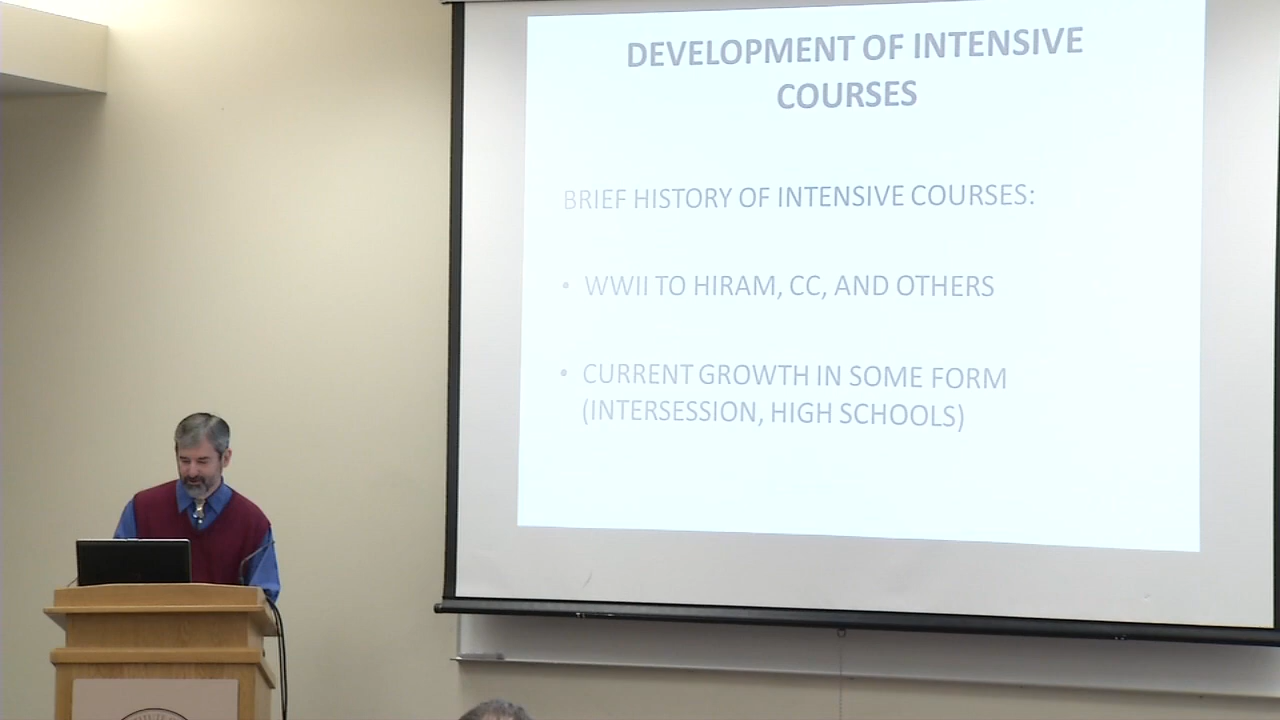 DEVELOPMENT OF INTENSIVE
COURSES
BRIEF HISTORY OF INTENSIVE COURSES:
• WWII TO HIRAM, CC, AND OTHERS
• CURRENT GROWTH IN SOME FORM
(INTERSESSION, HIGH SCHOOLS)